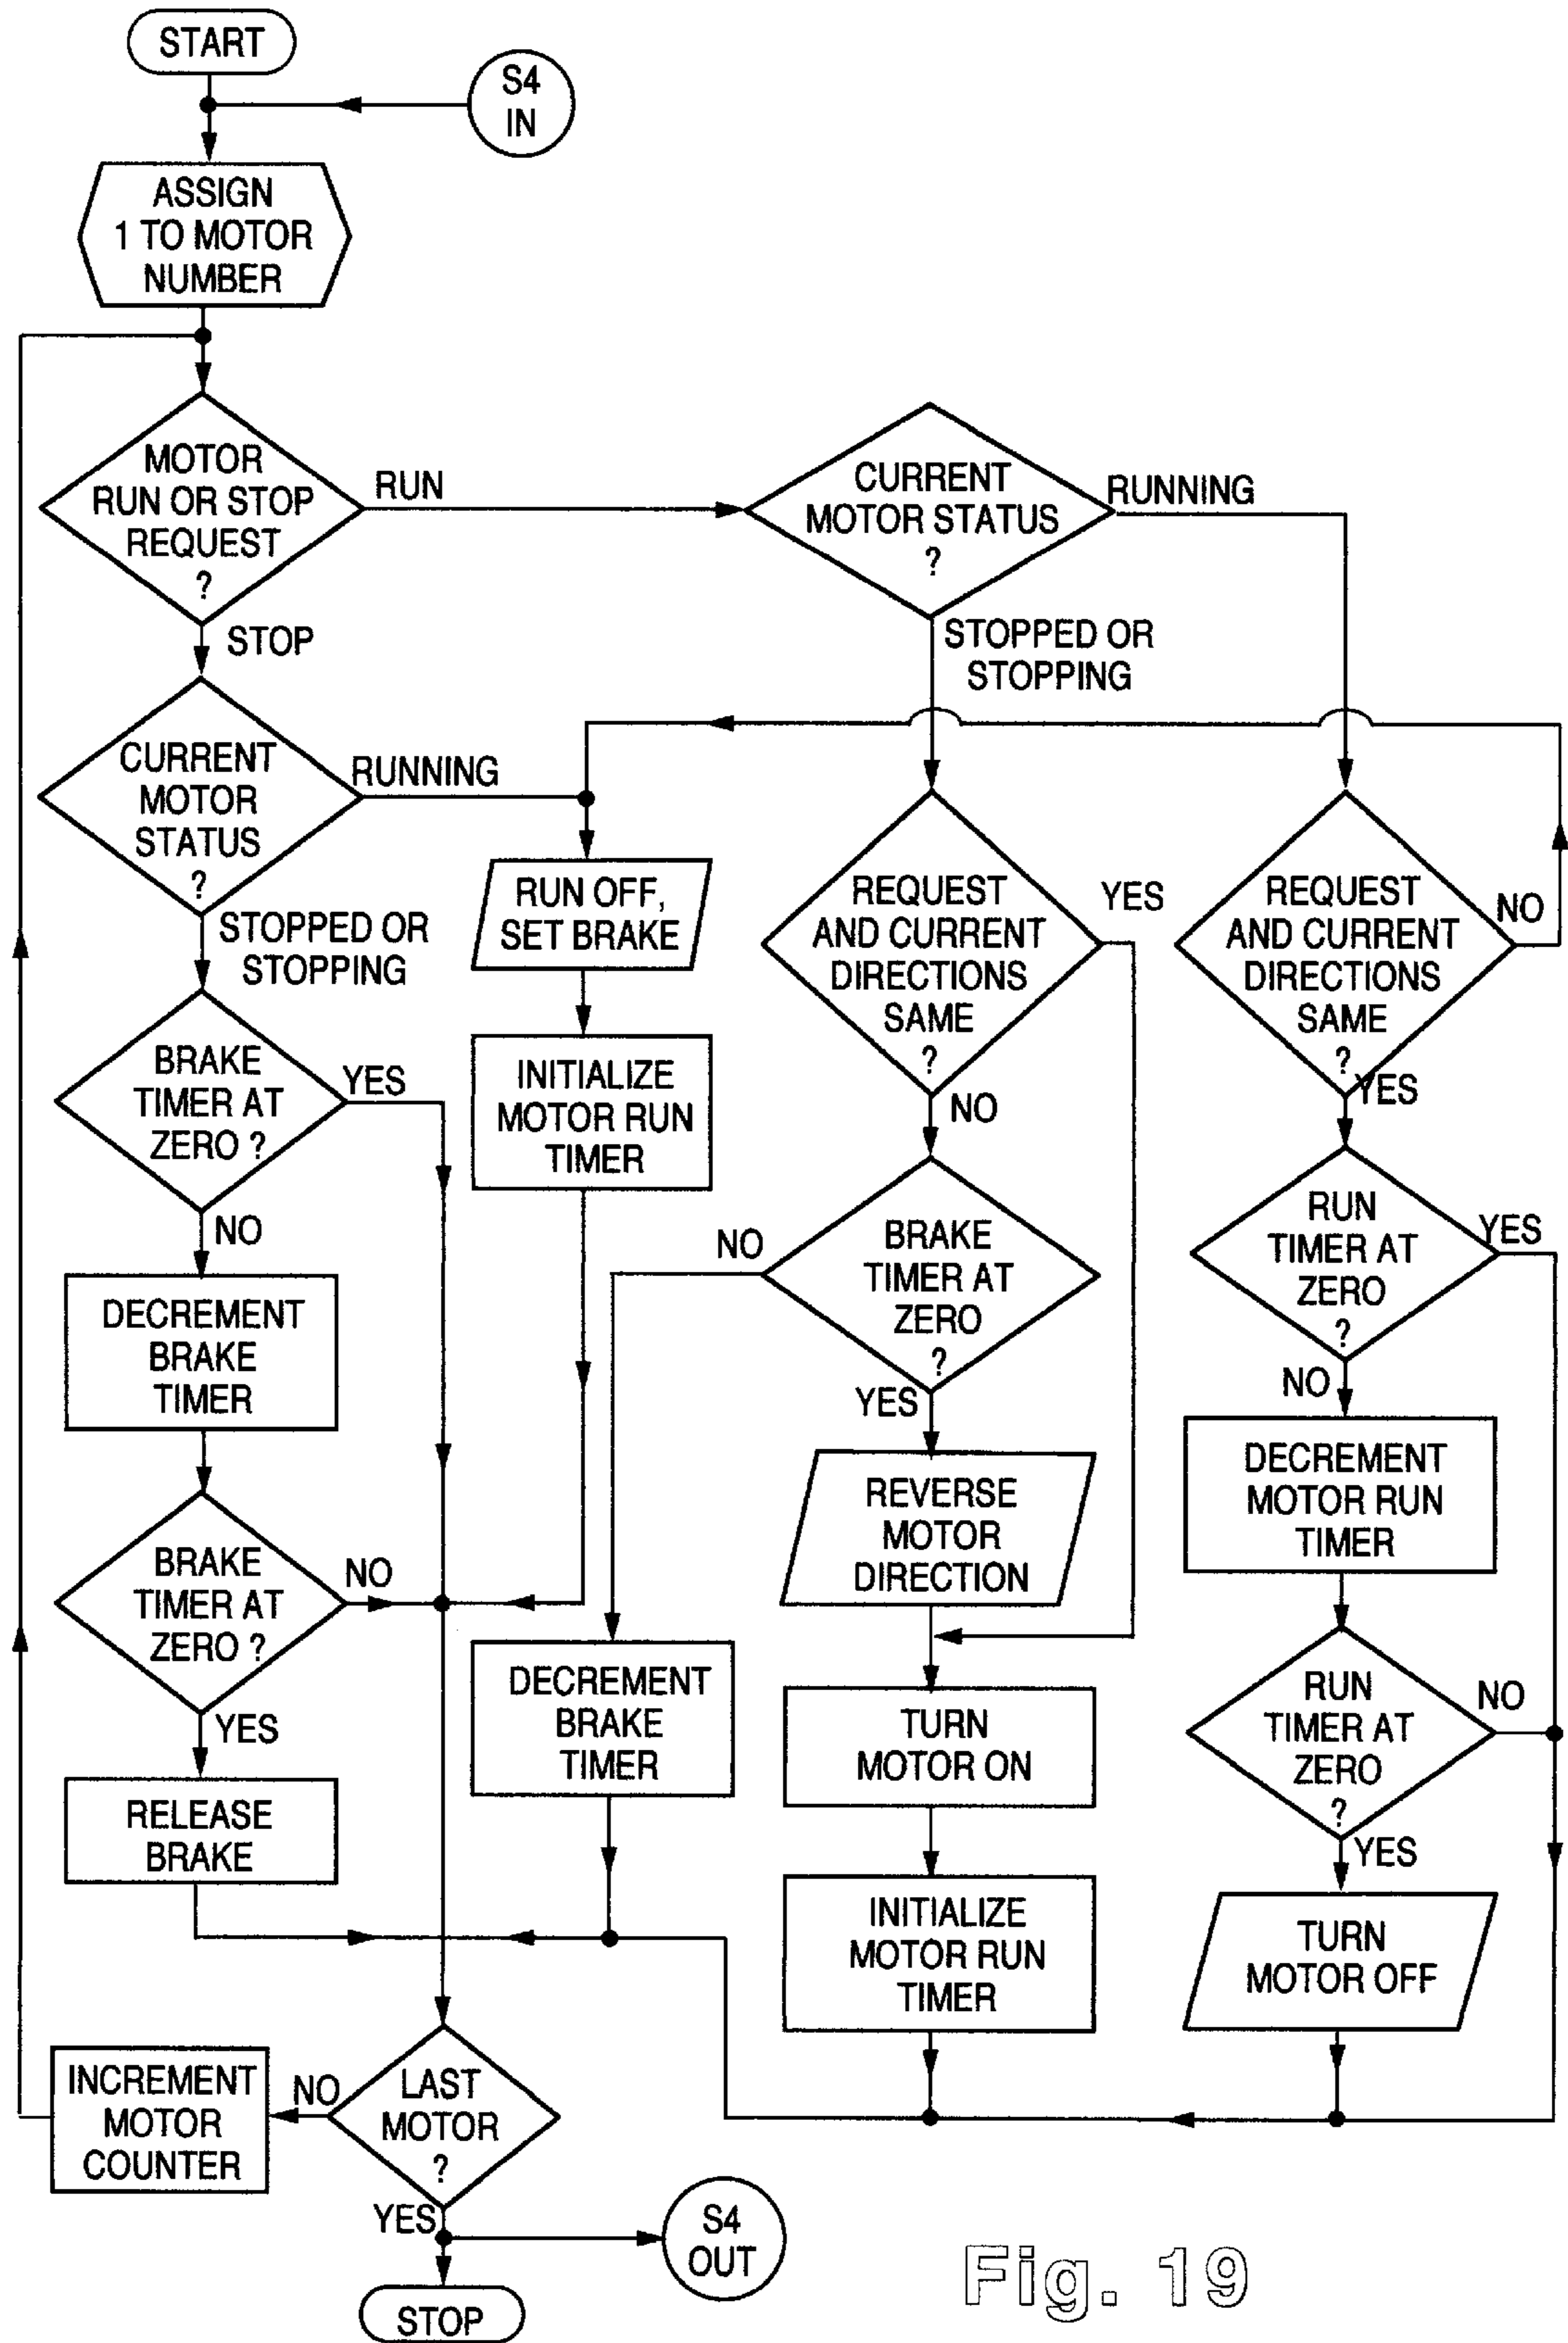 START
S4
IN
ASSIGN
1 TO MOTOR
NUMBER
MOTOR
RUN OR STOP
REQUEST
?
RUN
STOP
CURRENT
MOTOR STATUS
?
RUNNING
STOPPED OR
STOPPING
CURRENT
MOTOR
STATUS
?
RUNNING
STOPPED OR
STOPPING
RUN OFF,
SET BRAKE
INITIALIZE
MOTOR RUN
TIMER
REQUEST
AND CURRENT
DIRECTIONS
SAME
?
YES
NO
REQUEST
AND CURRENT
DIRECTIONS
SAME
?
NO
YES
BRAKE
TIMER AT
ZERO ?
YES
NO
DECREMENT
BRAKE
TIMER
BRAKE
TIMER AT
ZERO ?
NO
YES
RELEASE
BRAKE
BRAKE
TIMER AT
ZERO
?
NO
YES
DECREMENT
BRAKE
TIMER
REVERSE
MOTOR
DIRECTION
TURN
MOTOR ON
INITIALIZE
MOTOR RUN
TIMER
RUN
TIMER AT
ZERO
?
YES
NO
DECREMENT
MOTOR RUN
TIMER
RUN
TIMER AT
ZERO
?
NO
YES
TURN
MOTOR OFF
INCREMENT
MOTOR
COUNTER
NO
LAST
MOTOR
?
YES
S4
OUT
STOP
Fig. 19